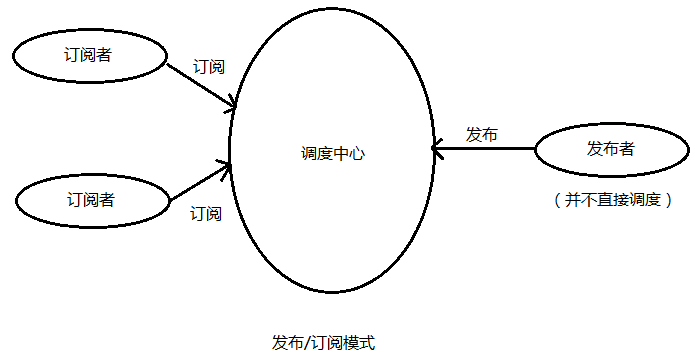 订阅者
订阅
调度中心
发布
发布者
（并不直接调度）
订阅者
订阅
发布/订阅模式